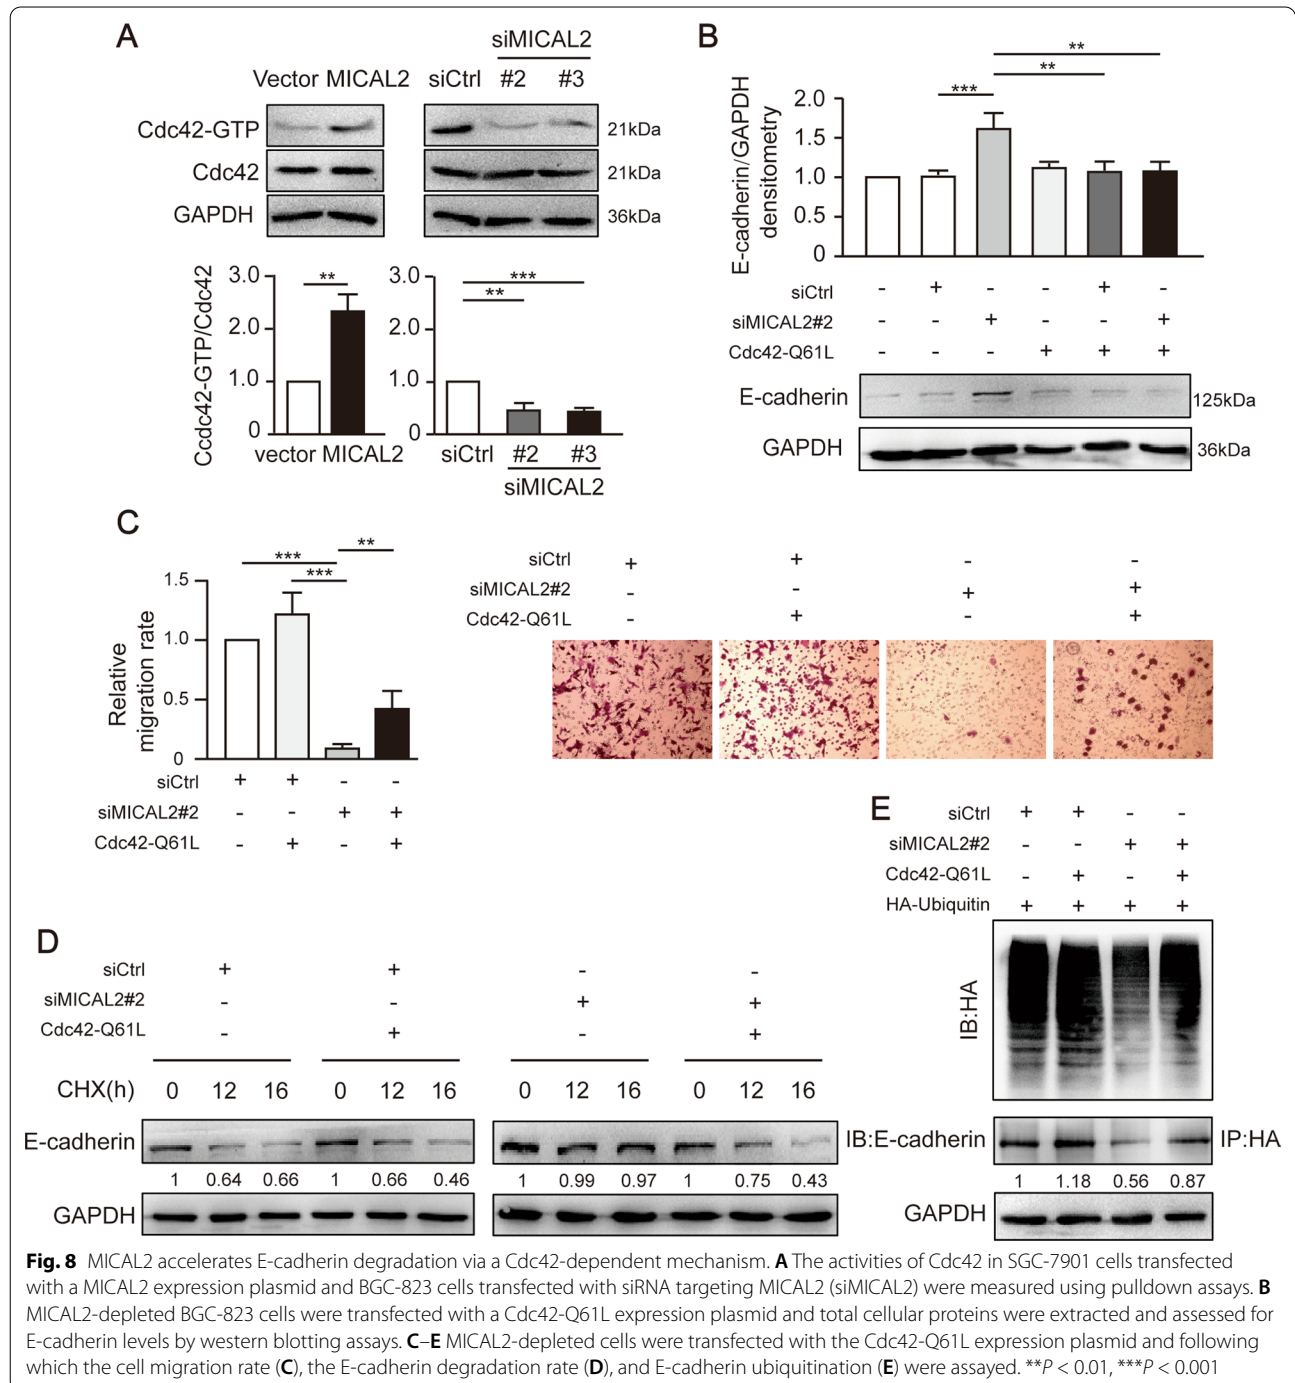 A
siMICAL2
Vector MICAL2 siCtrl #2 #3
Cdc42-GTP 21kDa
Cdc42 21kDa
GAPDH 36kDa
Ccdc42-GTP/Cdc42
3.0 ** 3.0 ***
**
2.0 2.0
1.0 1.0
0 0
vector MICAL2 siCtrl #2 #3
siMICAL2
B
**
**
***
E-cadherin/GAPDH
densitometry
2.0
1.5
1.0
0.5
0
siCtrl - + - - + -
siMICAL2#2 - - + - - +
Cdc42-Q61L - - - + + +
E-cadherin 125kDa
GAPDH 36kDa
C
**
***
***
Relative
migration rate
1.5
1.0
0.5
0
siCtrl + + - -
siMICAL2#2 - - + +
Cdc42-Q61L - + - +
siCtrl + + - -
siMICAL2#2 - - + +
Cdc42-Q61L - + - +
D
siCtrl + + - -
siMICAL2#2 - - + +
Cdc42-Q61L - + - +
CHX(h) 0 12 16 0 12 16 0 12 16 0 12 16
E-cadherin
1 0.64 0.66 1 0.66 0.46 1 0.99 0.97 1 0.75 0.43
GAPDH
E
siCtrl + + - -
siMICAL2#2 - - + +
Cdc42-Q61L - + - +
HA-Ubiquitin + + + +
IB:HA
IB:E-cadherin IP:HA
1 1.18 0.56 0.87
GAPDH
Fig. 8 MICAL2 accelerates E-cadherin degradation via a Cdc42-dependent mechanism. A The activities of Cdc42 in SGC-7901 cells transfected
with a MICAL2 expression plasmid and BGC-823 cells transfected with siRNA targeting MICAL2 (siMICAL2) were measured using pulldown assays. B
MICAL2-depleted BGC-823 cells were transfected with a Cdc42-Q61L expression plasmid and total cellular proteins were extracted and assessed for
E-cadherin levels by western blotting assays. C–E MICAL2-depleted cells were transfected with the Cdc42-Q61L expression plasmid and following
which the cell migration rate (C), the E-cadherin degradation rate (D), and E-cadherin ubiquitination (E) were assayed. **P < 0.01, ***P < 0.001